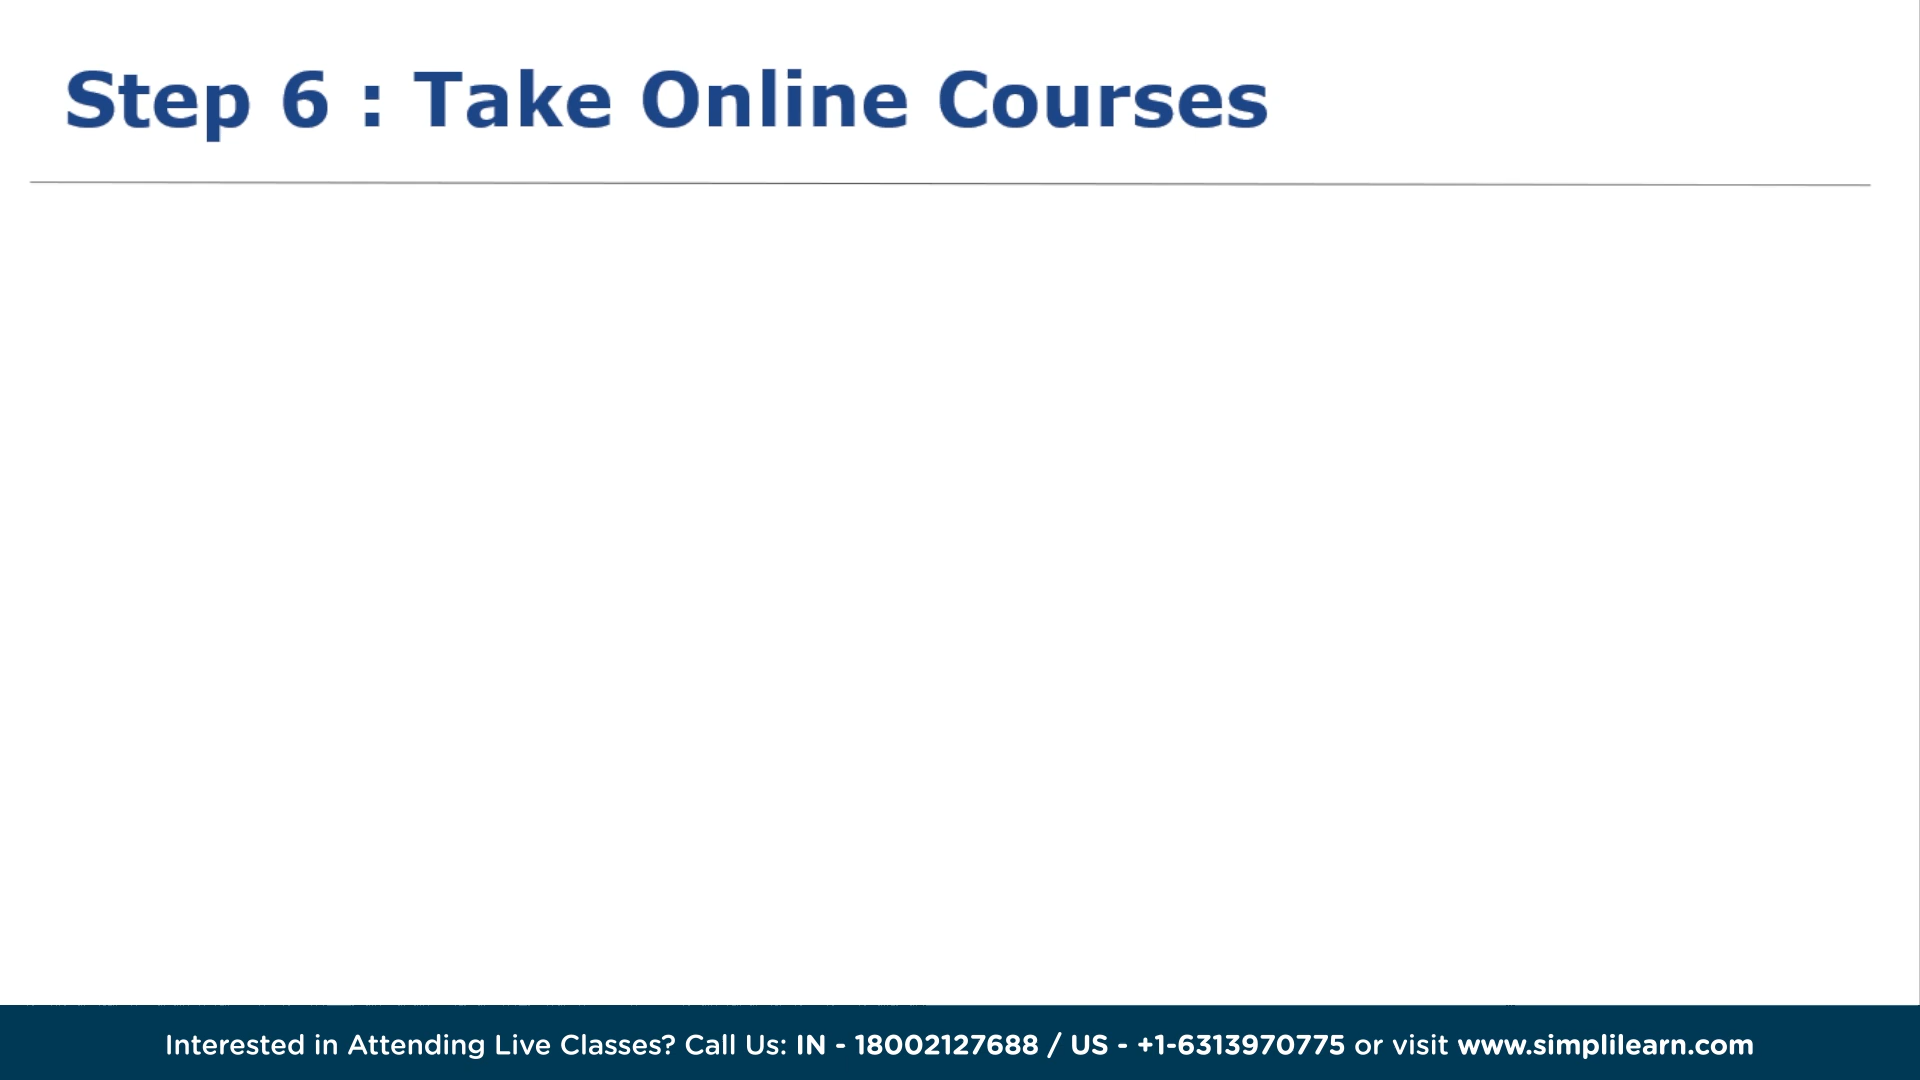 Step 6 : Take Online Courses
Interested in Attending Live Classes? Call Us: IN - 18002127688 / US - +1-6313970775 or visit www.simplilearn.com